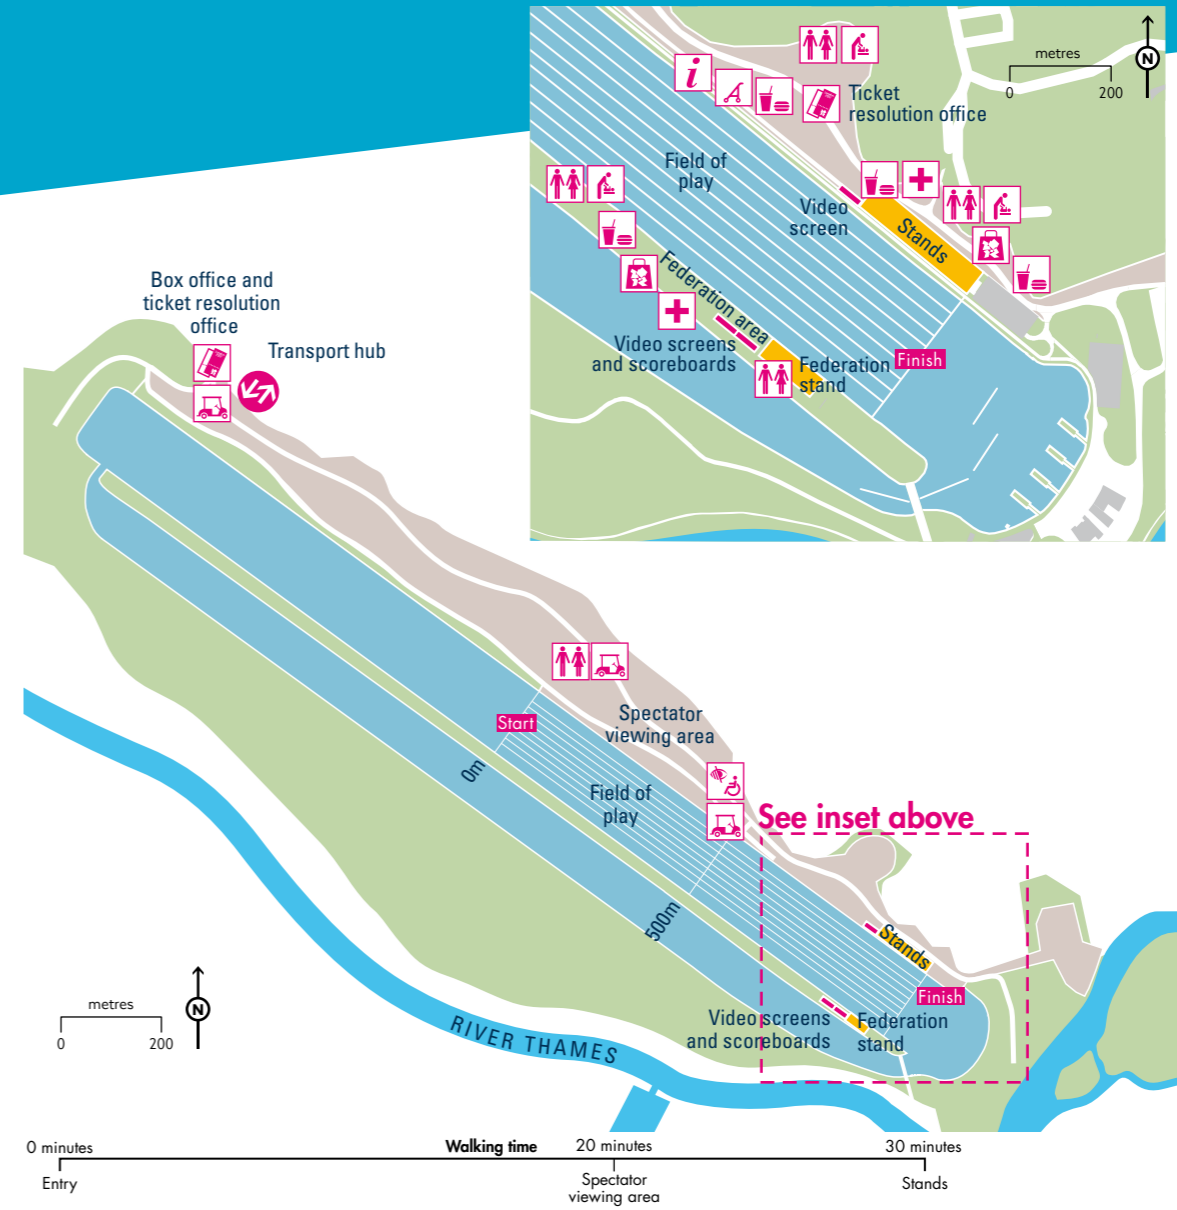 metres
N
0
200
i
Ticket
resolution office
Field of
play
Video
screen
Stands
Federation area
Video screens
and scoreboards
Federation
stand
Finish
Box office and
ticket resolution
office
Transport hub
Start
Spectator
viewing area
0m
Field of
play
See inset above
500m
Stands
Finish
Video screens
and scoreboards
Federation
stand
metres
N
0
200
RIVER THAMES
0 minutes
Walking time
20 minutes
30 minutes
Entry
Spectator
viewing area
Stands